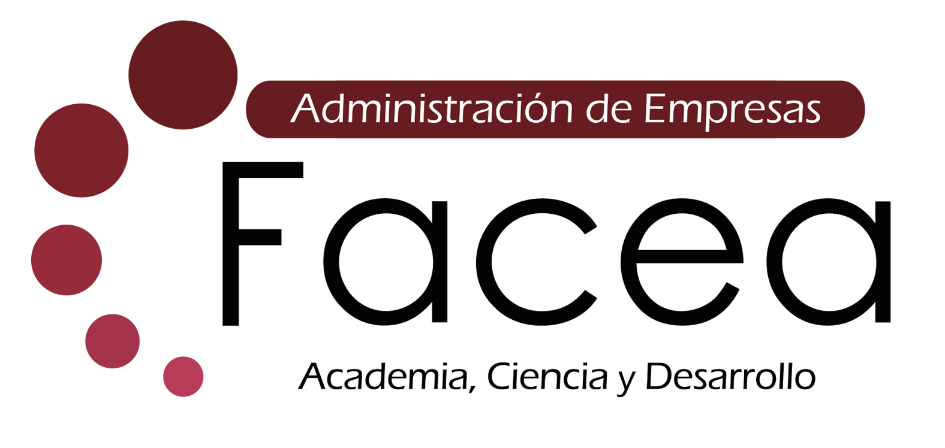 Administración de Empresas
Facea
Academia, Ciencia y Desarrollo